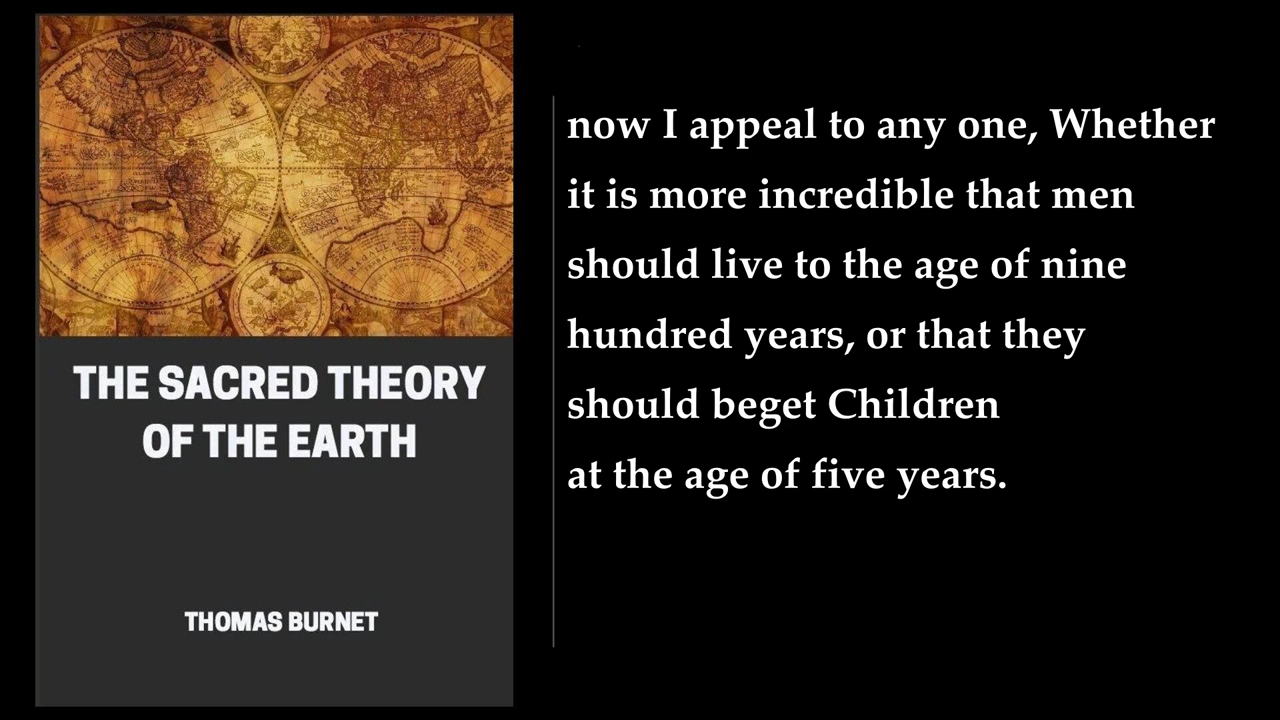 THE SACRED THEORY
OF THE EARTH
THOMAS BURNET
now I appeal to any one, Whether
it is more incredible that men
should live to the age of nine
hundred years, or that they
should beget Children
at the age of five years.